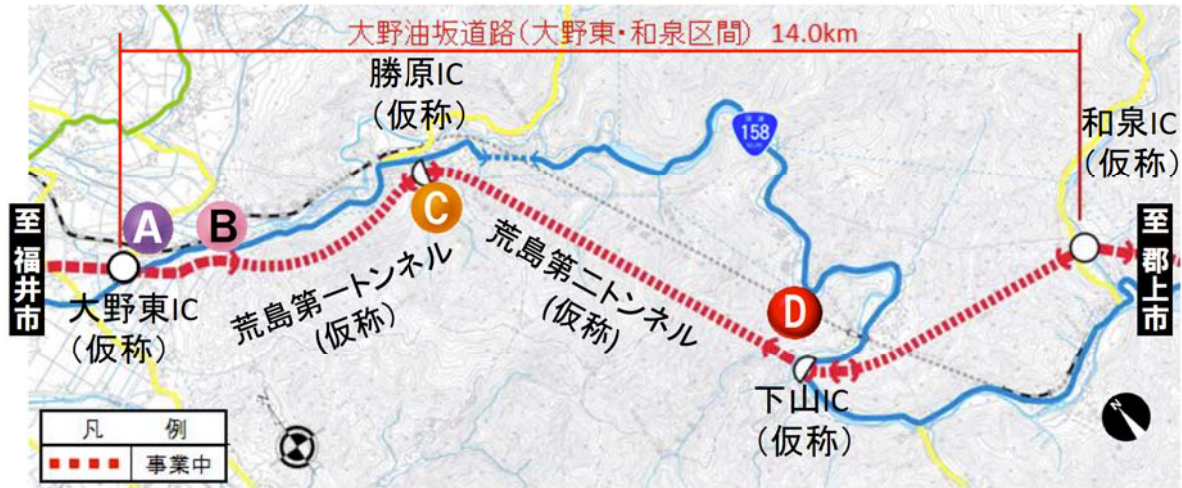 大野油坂道路(大野東・和泉区間) 14.0km
勝原IC
(仮称)
158
和泉IC
(仮称)
A
B
C
D
至 福井市
至 郡上市
大野東IC
(仮称)
荒島第一トンネル
(仮称)
荒島第二トンネル
(仮称)
下山IC
(仮称)
凡 例
事業中
N